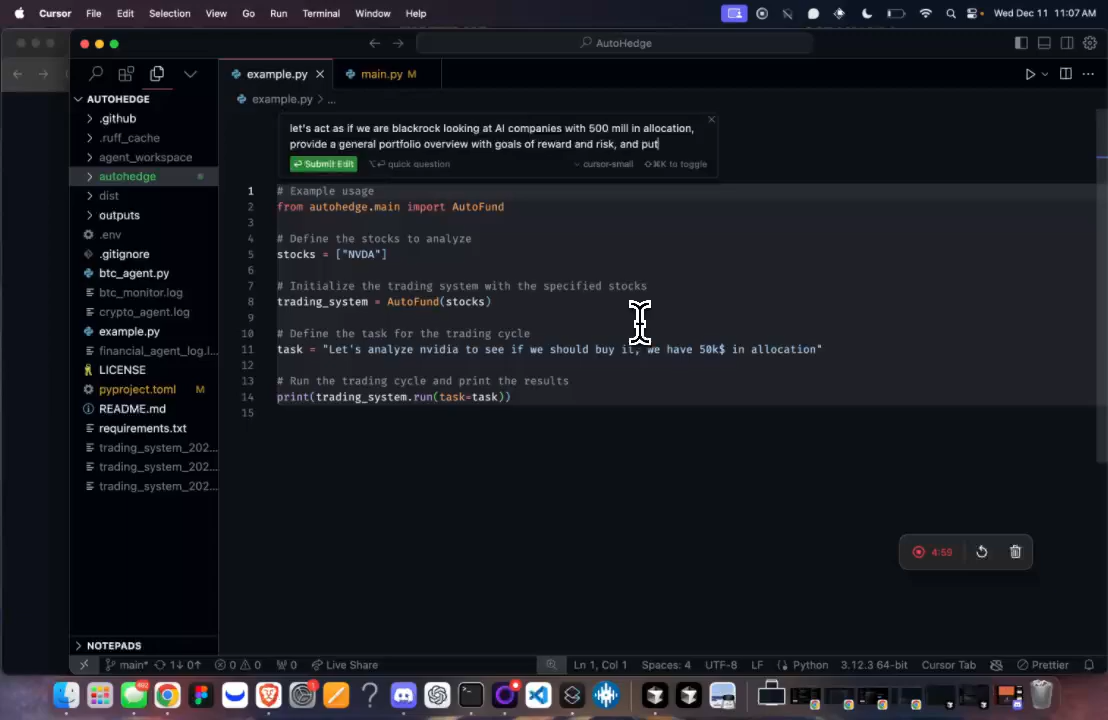 Cursor File Edit Selection View Go Run Terminal Window Help Wed Dec 11 11:07 AM
AutoHedge
example.py main.py M
AUTOHEDGE
example.py > ...
.github
.ruff_cache
agent_workspace
autohedge
dist
outputs
.env
.gitignore
btc_agent.py
btc_monitor.log
crypto_agent.log
example.py
financial_agent_log.l...
LICENSE
pyproject.toml M
README.md
requirements.txt
trading_system_202...
trading_system_202...
trading_system_202...
NOTEPADS
let's act as if we are blackrock looking at AI companies with 500 mill in allocation,
provide a general portfolio overview with goals of reward and risk, and put
Submit Edit quick question cursor-small ⇧⌘K to toggle
1 # Example usage
2 from autohedge.main import AutoFund
3
4 # Define the stocks to analyze
5 stocks = ["NVDA"]
6
7 # Initialize the trading system with the specified stocks
8 trading_system = AutoFund(stocks)
9
10 # Define the task for the trading cycle
11 task = "Let's analyze nvidia to see if we should buy it, we have 50k$ in allocation"
12
13 # Run the trading cycle and print the results
14 print(trading_system.run(task=task))
15
4:59
main* 1↓ 0↑ 0 0 0 Live Share Ln 1, Col 1 Spaces: 4 UTF-8 LF Python 3.12.3 64-bit Cursor Tab Prettier